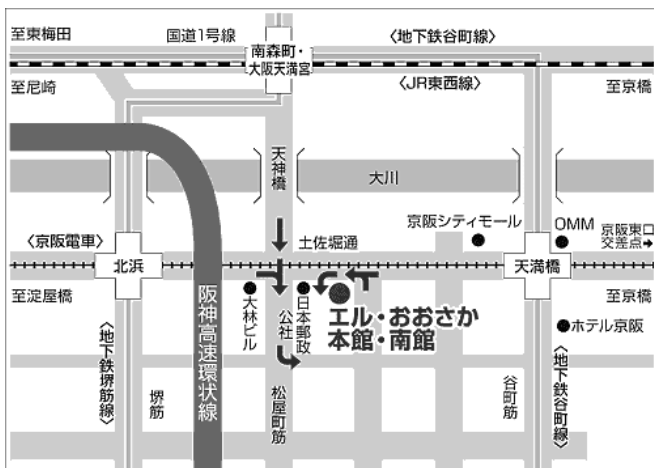 至東梅田
国道1号線
南森町・
大阪天満宮
〈地下鉄谷町線〉
至尼崎
〈JR東西線〉
至京橋
天神橋
大川
〈京阪電車〉
北浜
土佐堀通
京阪シティモール
OMM
京阪東口
交差点➡
天満橋
至淀屋橋
至京橋
阪神高速環状線
大林ビル
公社
日本郵政
エル・おおさか
本館・南館
ホテル京阪
〈地下鉄堺筋線〉
堺筋
松屋町筋
谷町筋
〈地下鉄谷町線〉